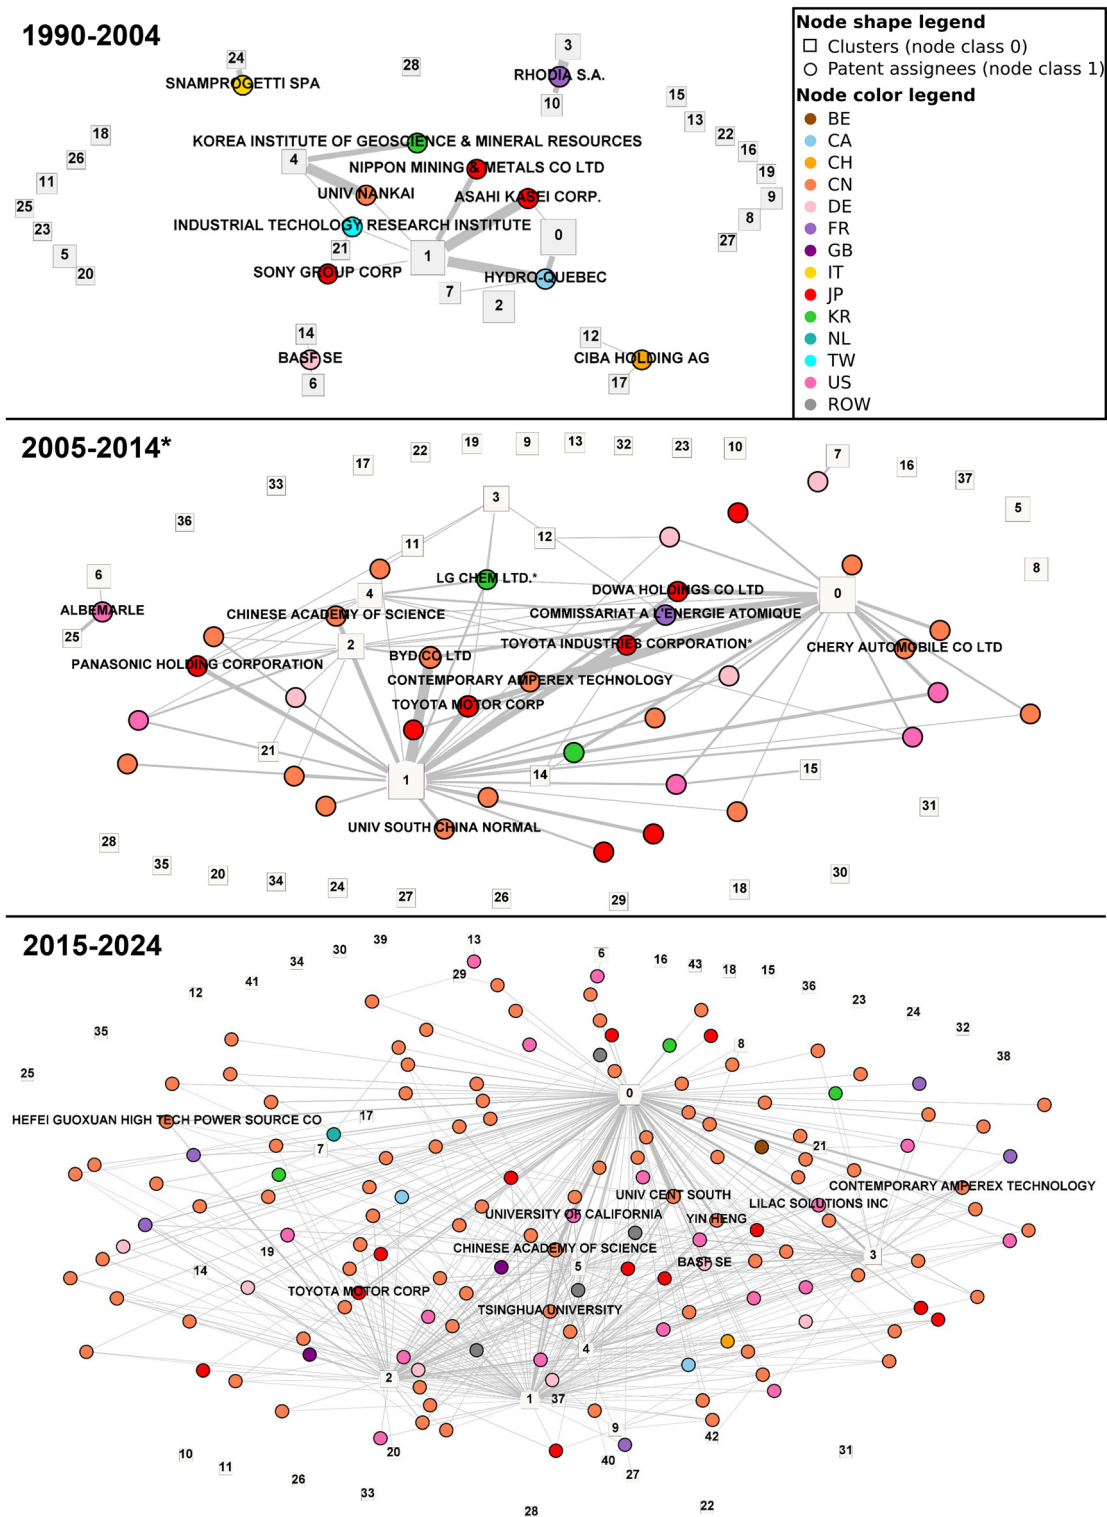 1990-2004
Node shape legend
Clusters (node class 0)
Patent assignees (node class 1)
Node color legend
BE
CA
CH
CN
DE
FR
GB
IT
JP
KR
NL
TW
US
ROW
24
SNAMPROGETTI SPA
28
3
RHODIA S.A.
10
15
13
22
16
19
9
8
27
18
26
11
25
23
5
20
KOREA INSTITUTE OF GEOSCIENCE & MINERAL RESOURCES
4
NIPPON MINING & METALS CO LTD
UNIV NANKAI
ASAHI KASEI CORP.
INDUSTRIAL TECHOLOGY RESEARCH INSTITUTE
0
21
1
SONY GROUP CORP
HYDRO-QUEBEC
7
2
14
BASF SE
6
12
CIBA HOLDING AG
17
2005-2014*
22
19
9
13
32
23
10
7
17
16
37
33
3
5
36
11
12
8
6
LG CHEM LTD.*
DOWA HOLDINGS CO LTD
4
0
ALBEMARLE
CHINESE ACADEMY OF SCIENCE
COMMISSARIAT A L'ENERGIE ATOMIQUE
25
2
TOYOTA INDUSTRIES CORPORATION*
CHERY AUTOMOBILE CO LTD
PANASONIC HOLDING CORPORATION
BYD CO LTD
CONTEMPORARY AMPEREX TECHNOLOGY
TOYOTA MOTOR CORP
21
1
14
15
31
UNIV SOUTH CHINA NORMAL
28
35
20
34
24
27
26
29
18
30
2015-2024
39
13
30
34
29
6
16
43
18
15
41
36
12
23
24
35
32
8
38
25
0
HEFEI GUOXUAN HIGH TECH POWER SOURCE CO
17
7
21
CONTEMPORARY AMPEREX TECHNOLOGY
UNIV CENT SOUTH
LILAC SOLUTIONS INC
UNIVERSITY OF CALIFORNIA
YIN HENG
19
CHINESE ACADEMY OF SCIENCE
3
14
5
BASF SE
TOYOTA MOTOR CORP
TSINGHUA UNIVERSITY
4
2
1
37
9
42
20
31
10
11
40
27
26
33
22
28